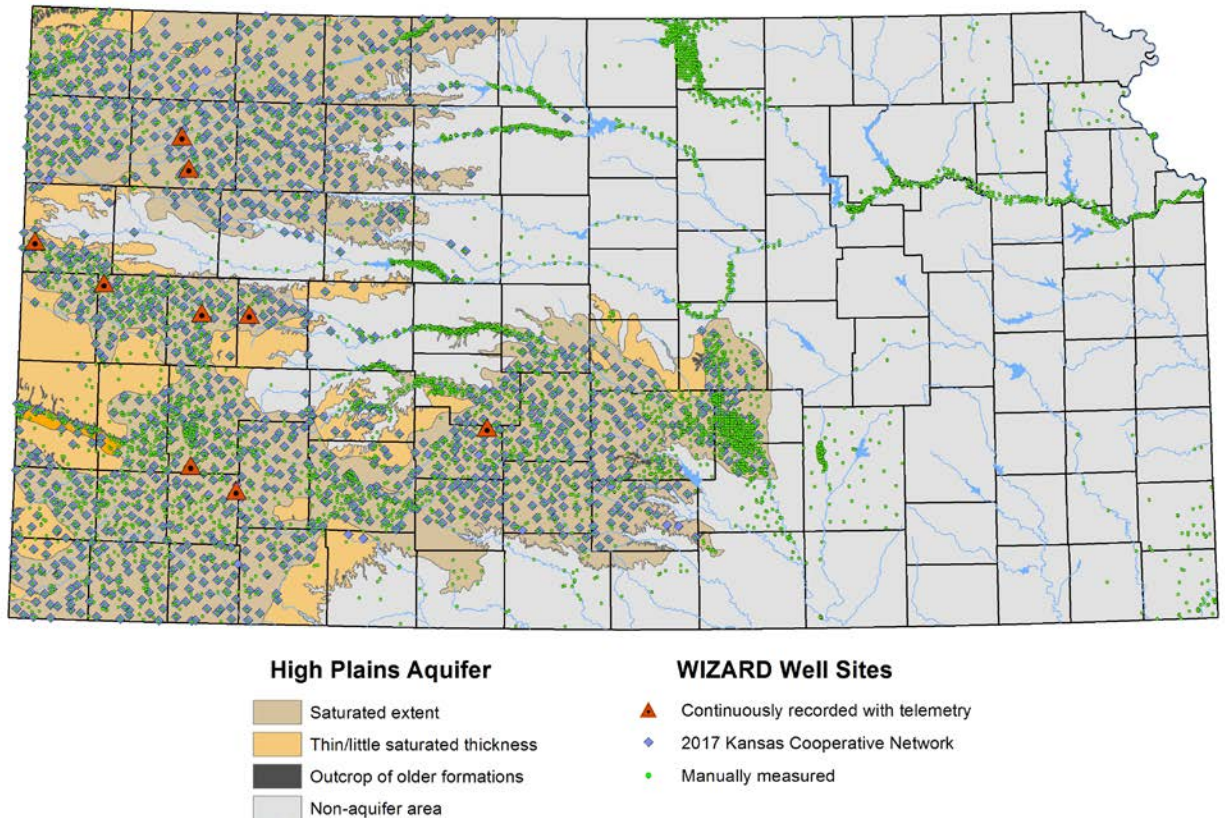 High Plains Aquifer
Saturated extent
Thin/little saturated thickness
Outcrop of older formations
Non-aquifer area
WIZARD Well Sites
Continuously recorded with telemetry
2017 Kansas Cooperative Network
Manually measured